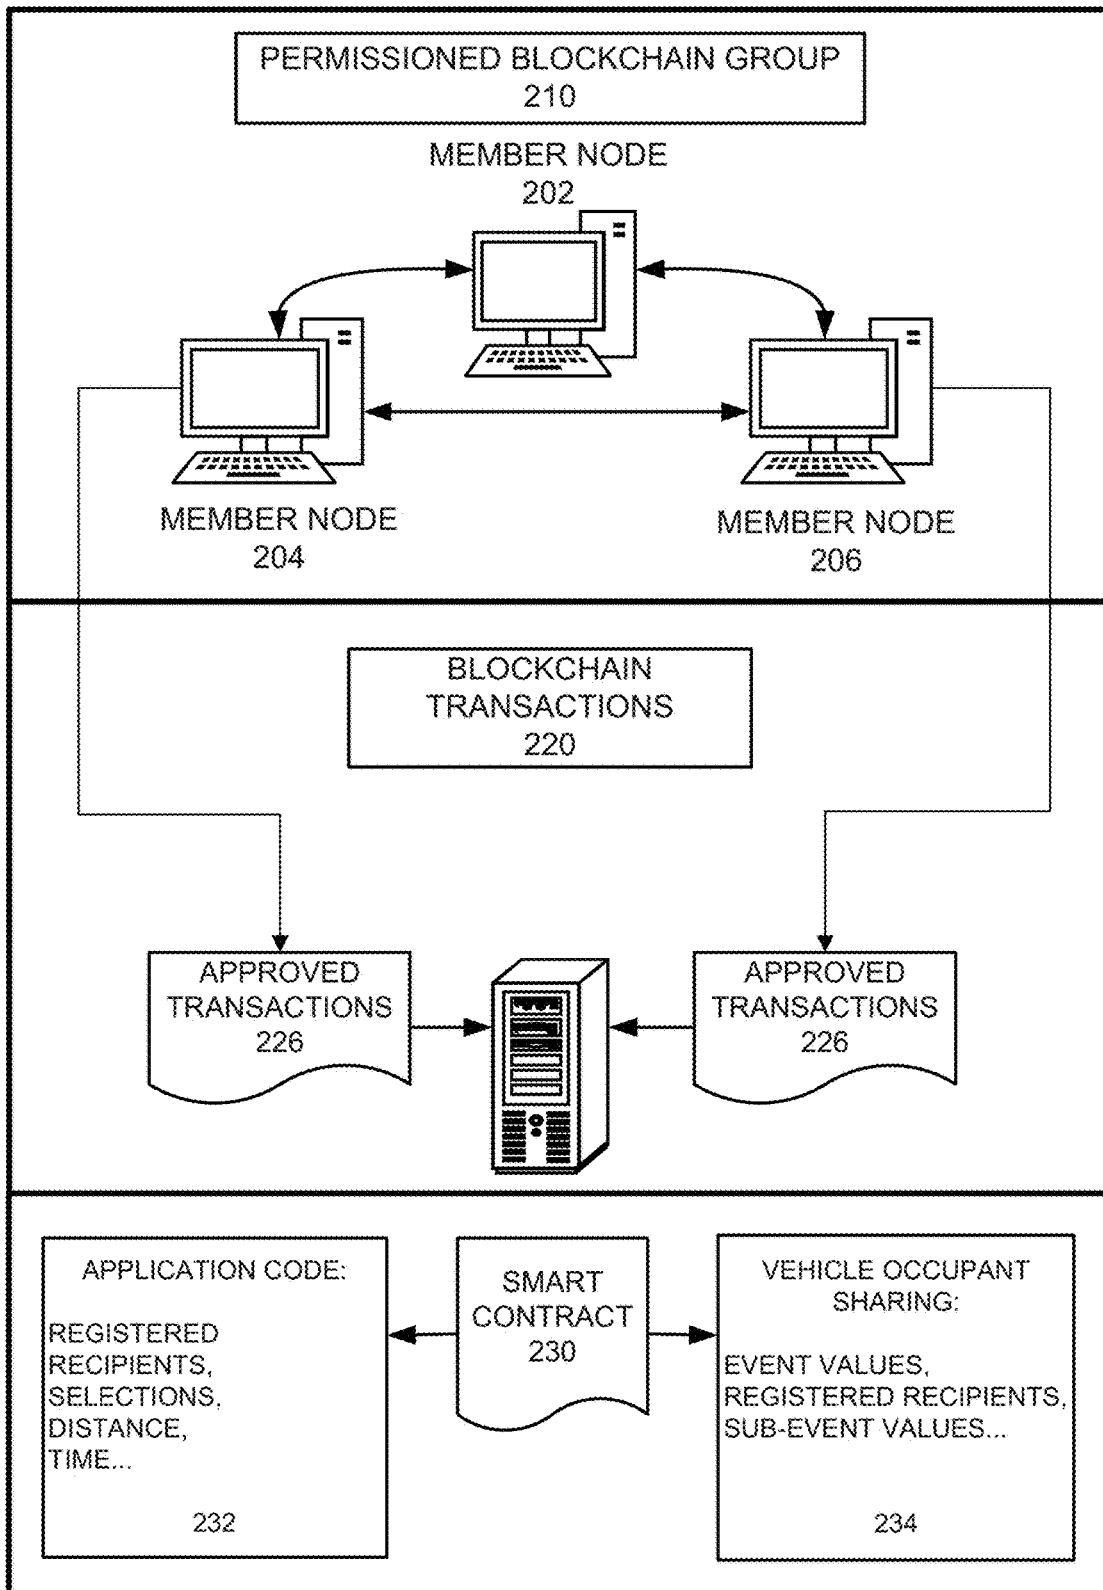 PERMISSIONED BLOCKCHAIN GROUP
210
MEMBER NODE
202
MEMBER NODE
204
MEMBER NODE
206
BLOCKCHAIN
TRANSACTIONS
220
APPROVED
TRANSACTIONS
226
APPROVED
TRANSACTIONS
226
APPLICATION CODE:
REGISTERED
RECIPIENTS,
SELECTIONS,
DISTANCE,
TIME...
232
SMART
CONTRACT
230
VEHICLE OCCUPANT
SHARING:
EVENT VALUES,
REGISTERED RECIPIENTS,
SUB-EVENT VALUES...
234